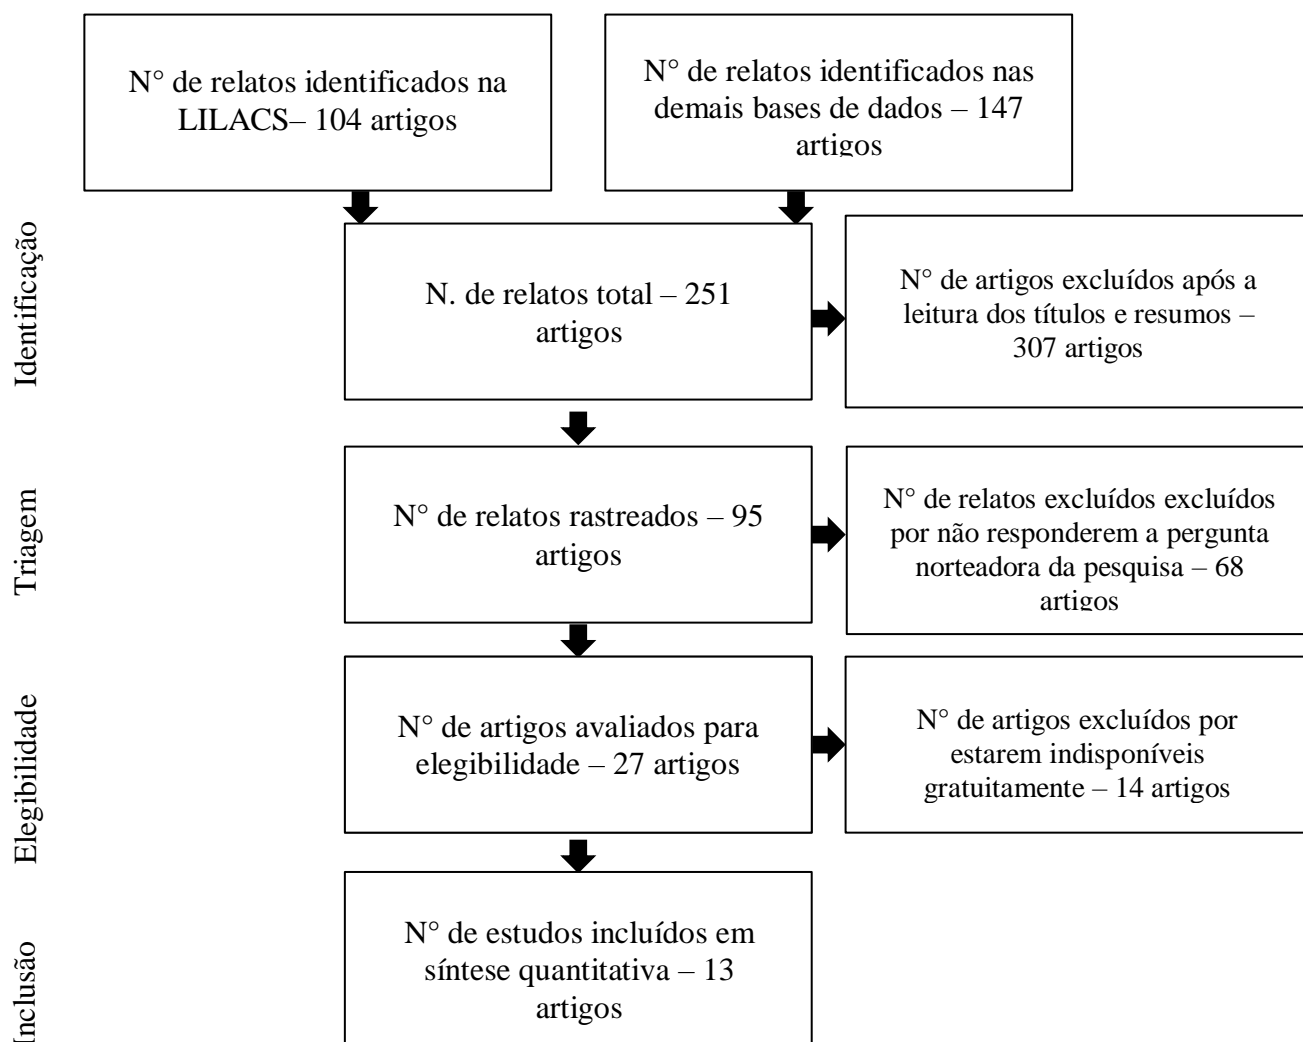 N° de relatos identificados na
LILACS– 104 artigos
N° de relatos identificados nas
demais bases de dados – 147
artigos
Identificação
N. de relatos total – 251
artigos
N° de artigos excluídos após a
leitura dos títulos e resumos –
307 artigos
Triagem
N° de relatos rastreados – 95
artigos
N° de relatos excluídos excluídos
por não responderem a pergunta
norteadora da pesquisa – 68
artigos
Elegibilidade
N° de artigos avaliados para
elegibilidade – 27 artigos
N° de artigos excluídos por
estarem indisponíveis
gratuitamente – 14 artigos
Inclusão
N° de estudos incluídos em
síntese quantitativa – 13
artigos